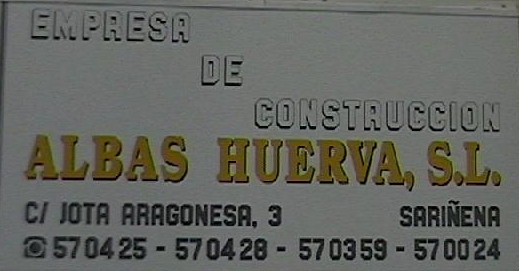 EMPRESA
DE
CONSTRUCCION
ALBAS HUERVA, S.L.
C/ JOTA ARAGONESA, 3 SARIÑENA
☎ 570425 - 570428 - 570359 - 570024